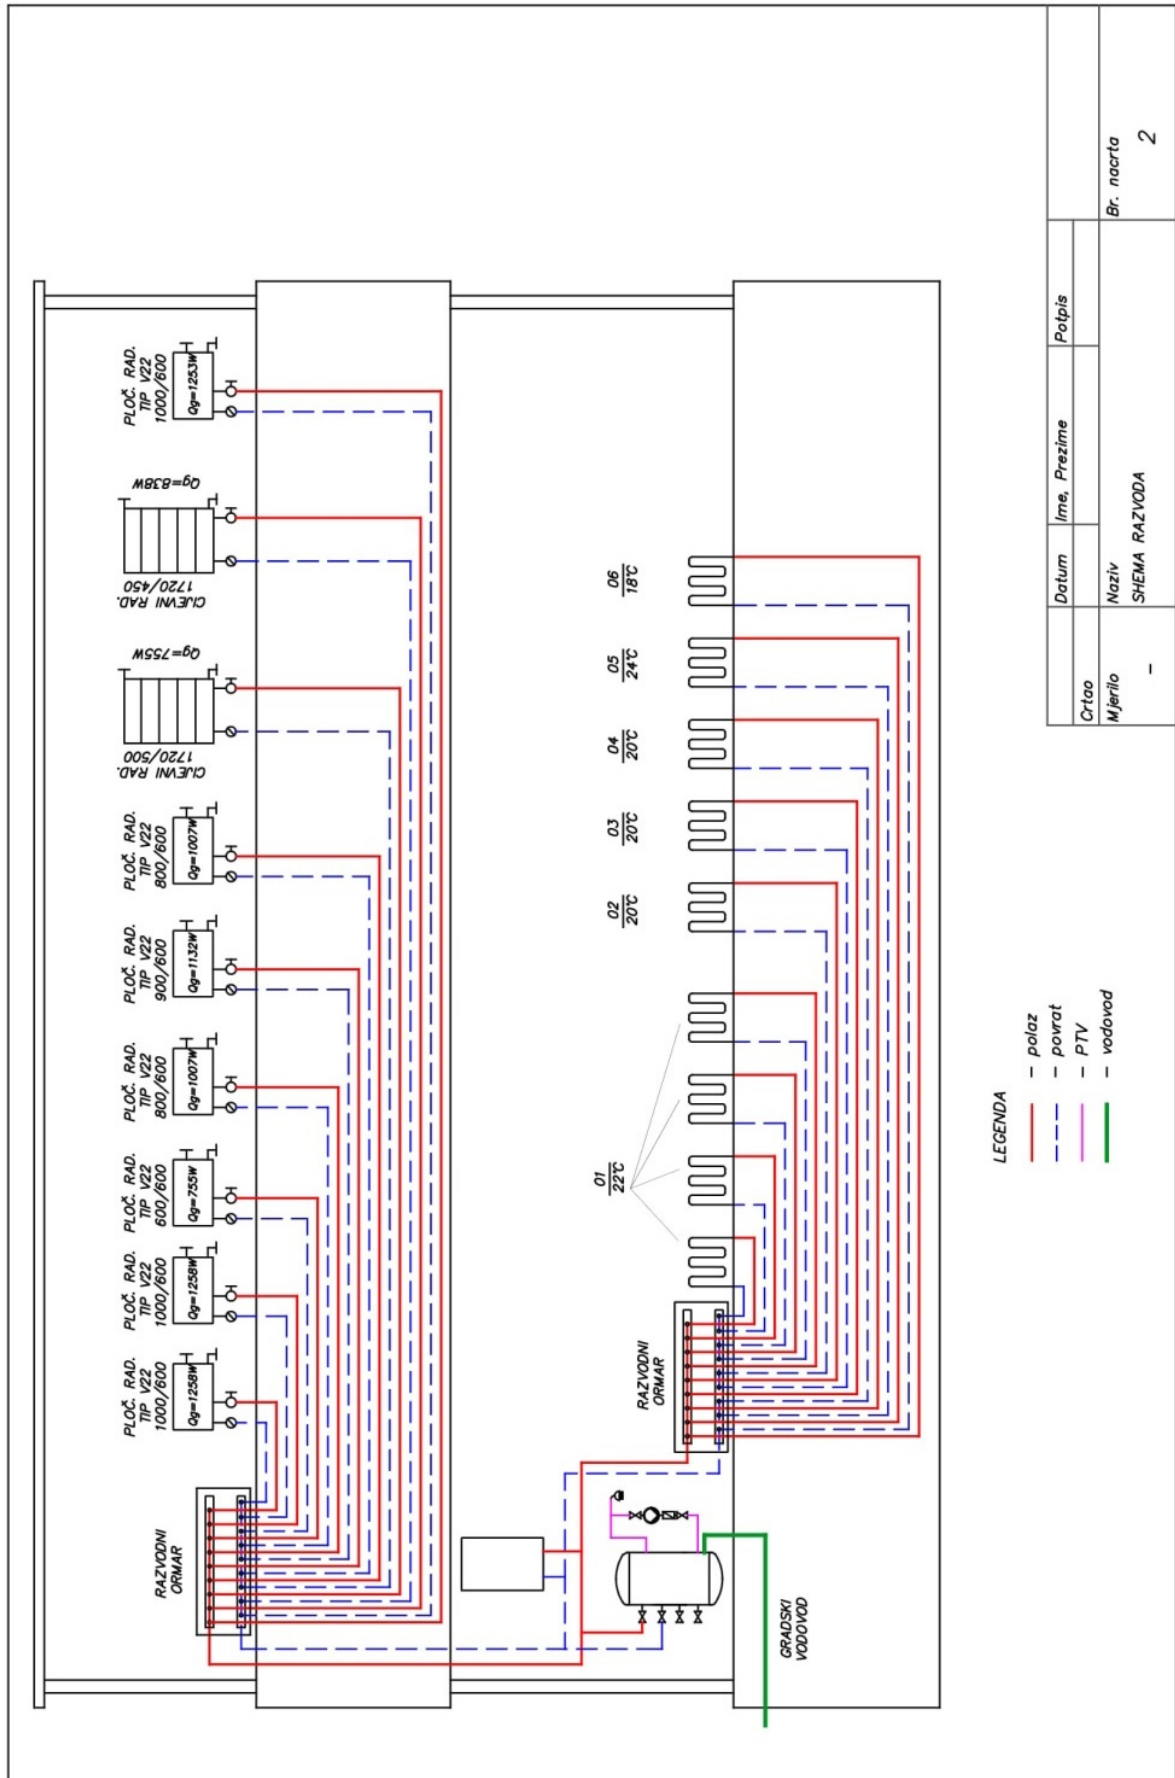 PLOČ. RAD.
TIP V22
1000/600
Qg=1258W
PLOČ. RAD.
TIP V22
1000/600
Qg=1258W
PLOČ. RAD.
TIP V22
600/600
Qg=755W
PLOČ. RAD.
TIP V22
800/600
Qg=1007W
PLOČ. RAD.
TIP V22
900/600
Qg=1132W
PLOČ. RAD.
TIP V22
800/600
Qg=1007W
CIJEVNI RAD.
1720/500
Qg=755W
CIJEVNI RAD.
1720/450
Qg=838W
PLOČ. RAD.
TIP V22
1000/600
Qg=1253W
RAZVODNI
ORMAR
RAZVODNI
ORMAR
01
22°C
02
20°C
03
20°C
04
20°C
05
24°C
06
18°C
GRADSKI
VODOVOD
LEGENDA
– polaz
– povrat
– PTV
– vodovod
Datum Ime, Prezime Potpis
Crtao
Mjerilo Naziv Br. nacrta
– SHEMA RAZVODA 2